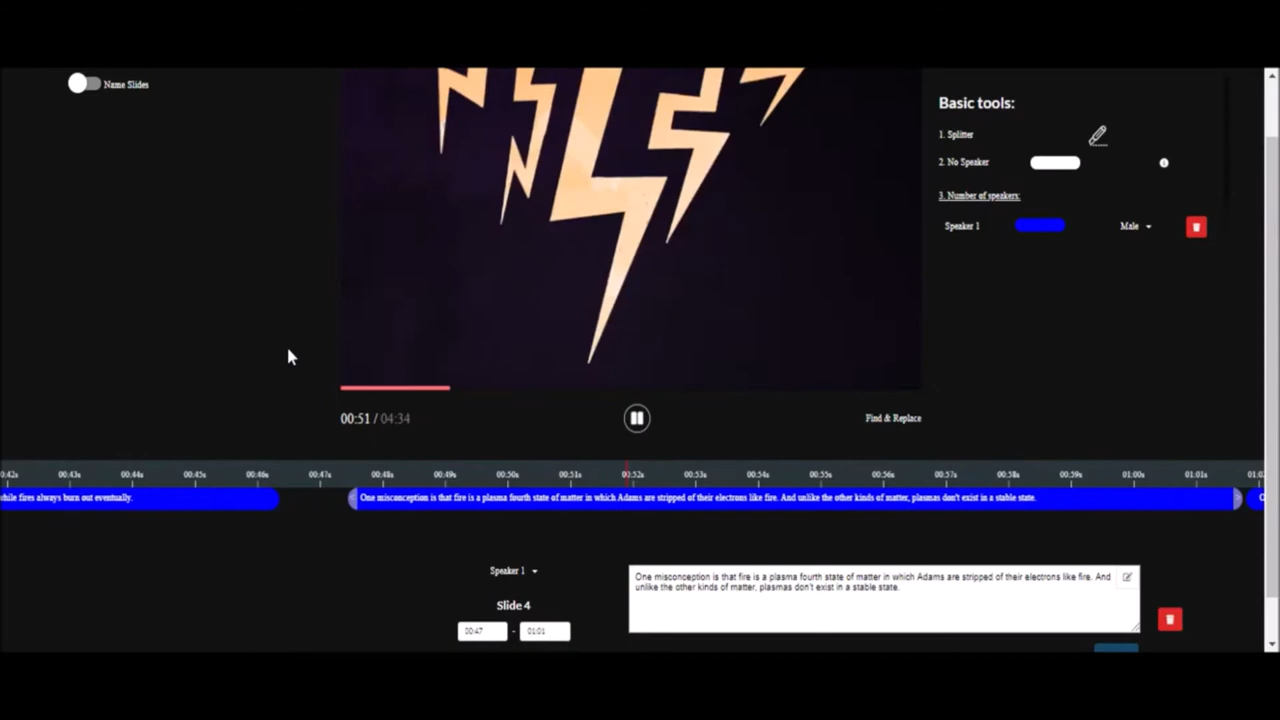 Name Slides
Basic tools:
1. Splitter
2. No Speaker
3. Number of speakers:
Speaker 1
Male
00:51 / 04:34
Find & Replace
0:42s 00:43s 00:44s 00:45s 00:46s 00:47s 00:48s 00:49s 00:50s 00:51s 00:52s 00:53s 00:54s 00:55s 00:56s 00:57s 00:58s 00:59s 01:00s 01:01s 01:0
while fires always burn out eventually.
One misconception is that fire is a plasma fourth state of matter in which Adams are stripped of their electrons like fire. And unlike the other kinds of matter, plasmas don't exist in a stable state.
Speaker 1
One misconception is that fire is a plasma fourth state of matter in which Adams are stripped of their electrons like fire. And
unlike the other kinds of matter, plasmas don't exist in a stable state.
Slide 4
00:47 - 01:01